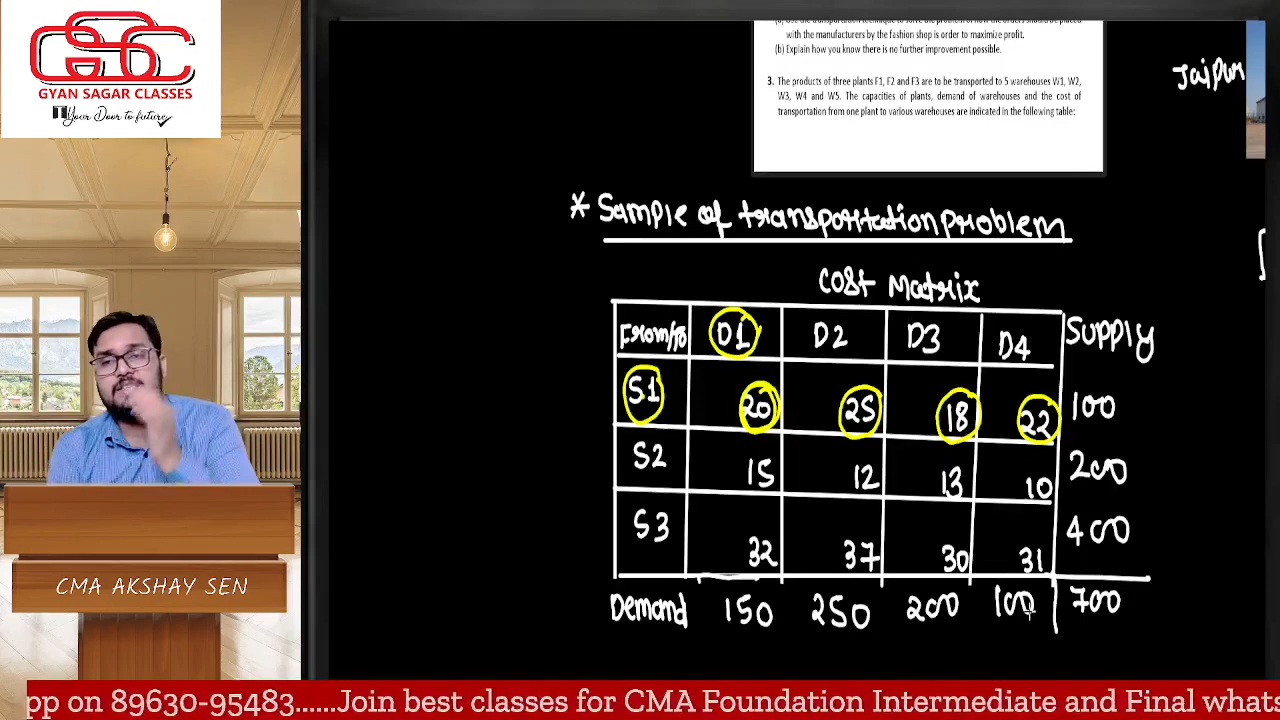 GSC
GYAN SAGAR CLASSES
Your Door to future
with the manufacturers by the fashion shop is order to maximize profit.
(b) Explain how you know there is no further improvement possible.
3. The products of three plants F1, F2 and F3 are to be transported to 5 warehouses W1, W2,
W3, W4 and W5. The capacities of plants, demand of warehouses and the cost of
transportation from one plant to various warehouses are indicated in the following table:
Jaipur
* Sample of transportation problem
Cost Matrix
From/To D1 D2 D3 D4 Supply
S1 20 25 18 22 100
S2 15 12 13 10 200
S3 32 37 30 31 400
Demand 150 250 200 100 700
CMA AKSHAY SEN
pp on 89630-95483......Join best classes for CMA Foundation Intermediate and Final whats